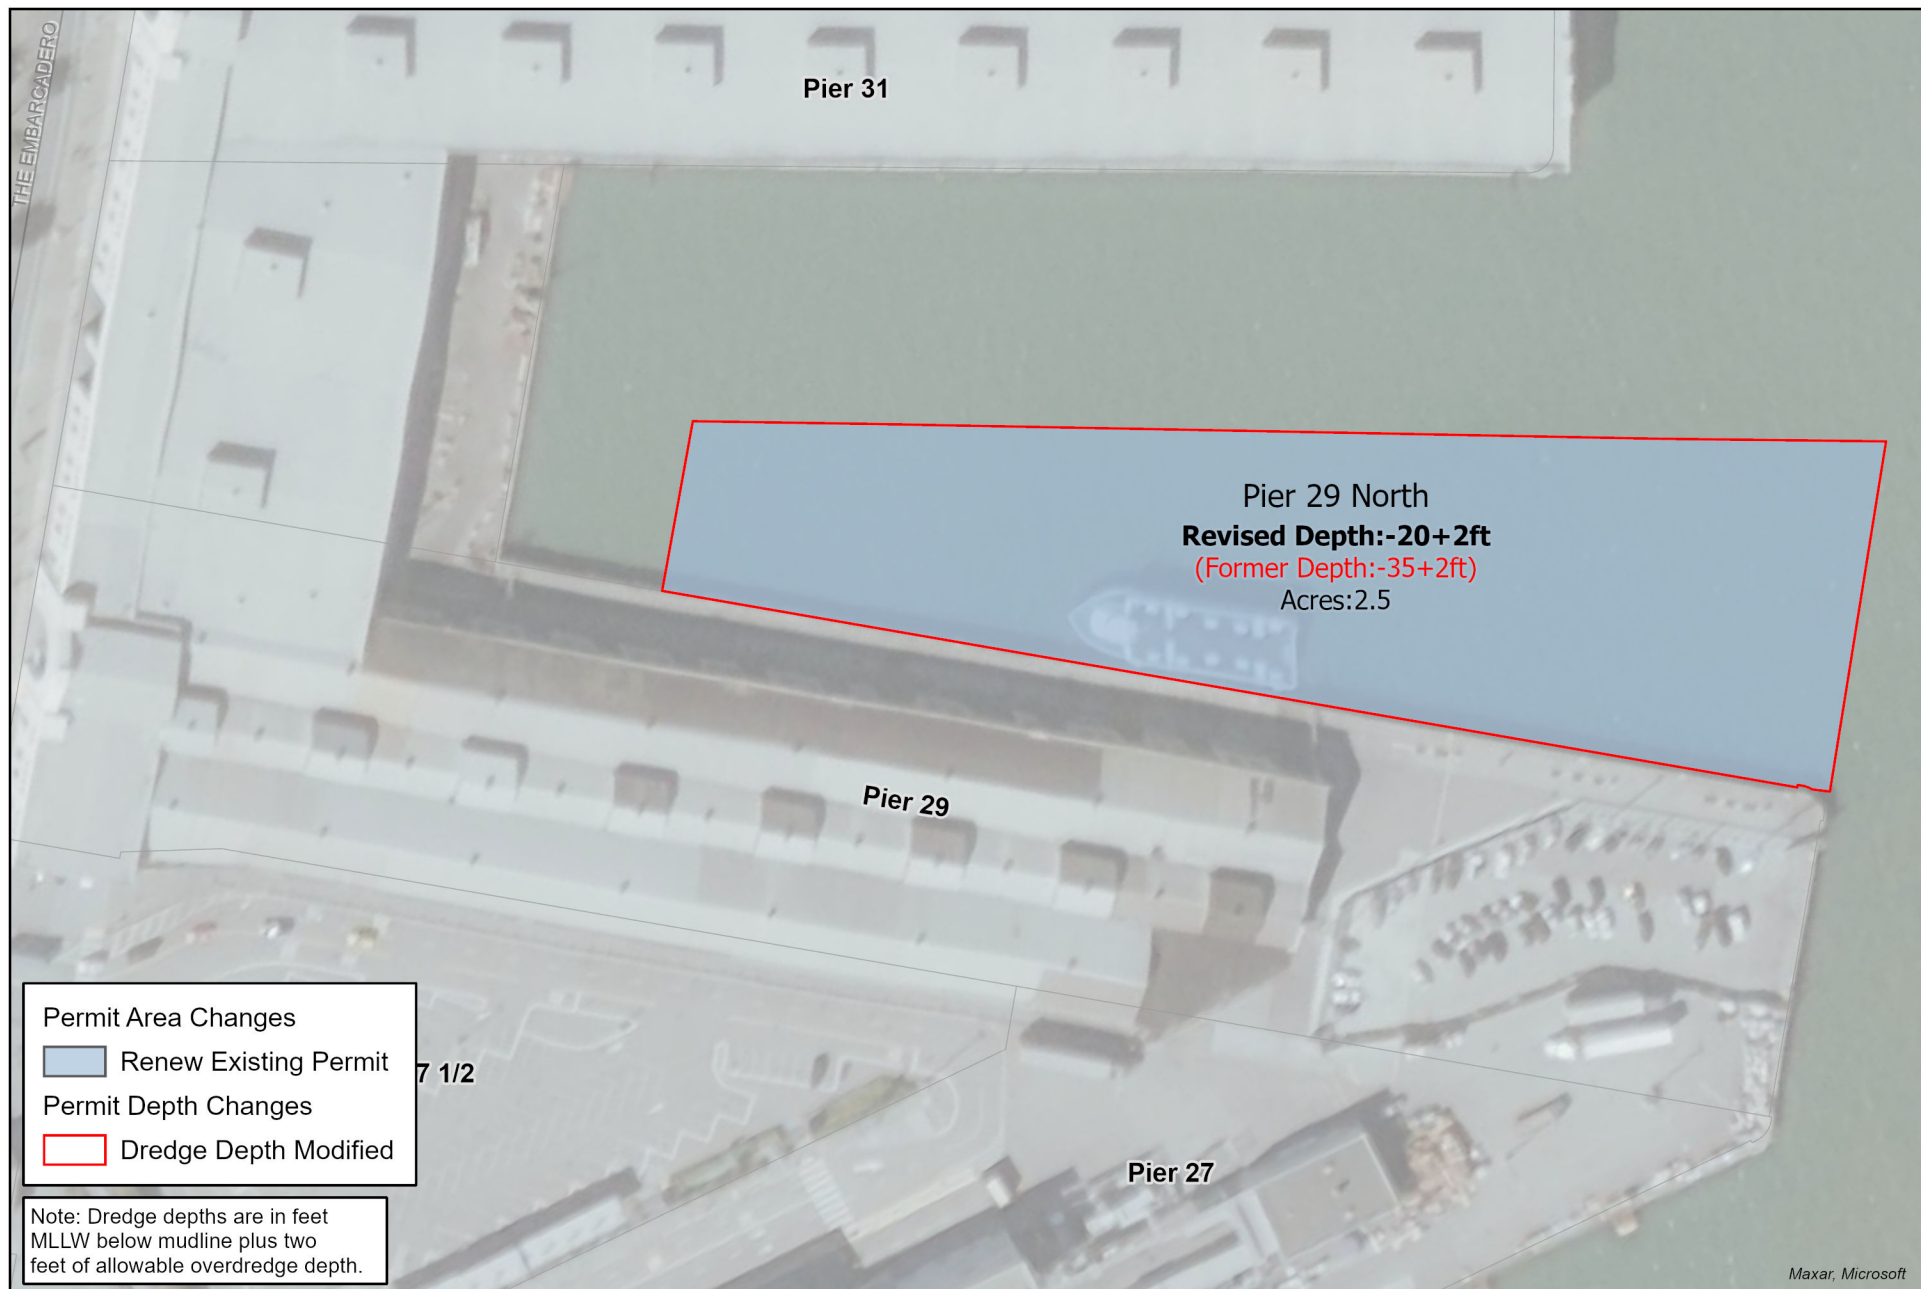 THE EMBARCADERO
Pier 31
Pier 29 North
Revised Depth:-20+2ft
(Former Depth:-35+2ft)
Acres:2.5
Pier 29
Permit Area Changes
Renew Existing Permit
7 1/2
Permit Depth Changes
Dredge Depth Modified
Pier 27
Note: Dredge depths are in feet
MLLW below mudline plus two
feet of allowable overdredge depth.
Maxar, Microsoft